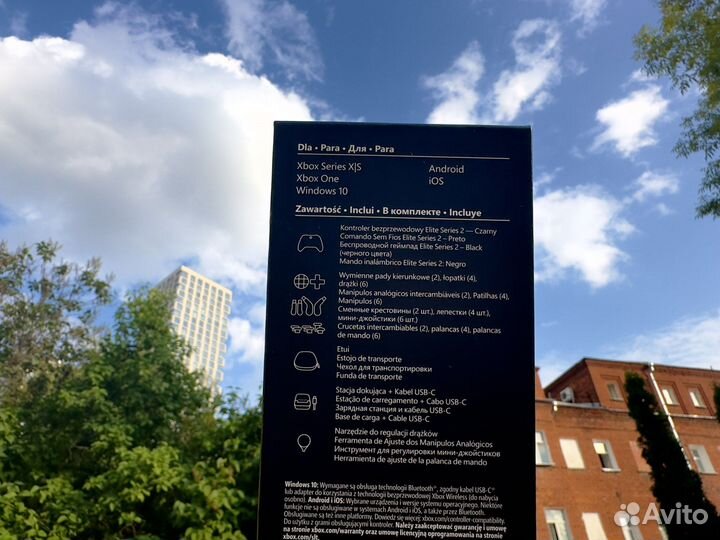 Dla • Para • Для • Para
Xbox Series X|S
Xbox One
Windows 10
Android
iOS
Zawartość • Inclui • В комплекте • Incluye
Kontroler bezprzewodowy Elite Series 2 — Czarny
Comando Sem Fios Elite Series 2 – Preto
Беспроводной геймпад Elite Series 2 – Black
(черного цвета)
Mando inalámbrico Elite Series 2: Negro
Wymienne pady kierunkowe (2), łopatki (4),
drążki (6)
Manipulos analógicos intercambiáveis (2), Patilhas (4),
Manipulos (6)
Сменные крестовины (2 шт.), лепестки (4 шт.),
мини-джойстики (6 шт.)
Crucetas intercambiables (2), palancas (4), palancas
de mando (6)
Etui
Estojo de transporte
Чехол для транспортировки
Funda de transporte
Stacja dokująca + Kabel USB-C
Estação de carregamento + Cabo USB-C
Зарядная станция и кабель USB-C
Base de carga + Cable USB-C
Narzędzie do regulacji drążków
Ferramenta de Ajuste dos Manipulos Analógicos
Инструмент для регулировки мини-джойстиков
Herramienta de ajuste de la palanca de mando
Windows 10: Wymagane są obsługa technologii Bluetooth®, zgodny kabel USB-C®
lub adapter do korzystania z technologii bezprzewodowej Xbox Wireless (do nabycia
osobno). Android i iOS: Wybrane urządzenia i wersje systemu operacyjnego. Niektóre
funkcje nie są obsługiwane w systemach Android i iOS, a także przez Bluetooth.
Obsługiwane są też inne platformy. Dowiedz się więcej: xbox.com/controller-compatibility.
Do użytku z grami obsługującymi kontroler. Należy zaakceptować gwarancję i umowę
na stronie xbox.com/warranty oraz umowę licencyjną oprogramowania na stronie
xbox.com/slt.
Avito